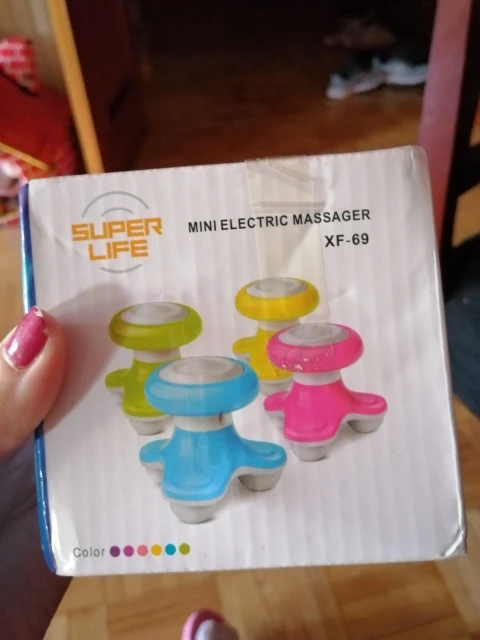 SUPER
LIFE
MINI ELECTRIC MASSAGER
XF-69
Color